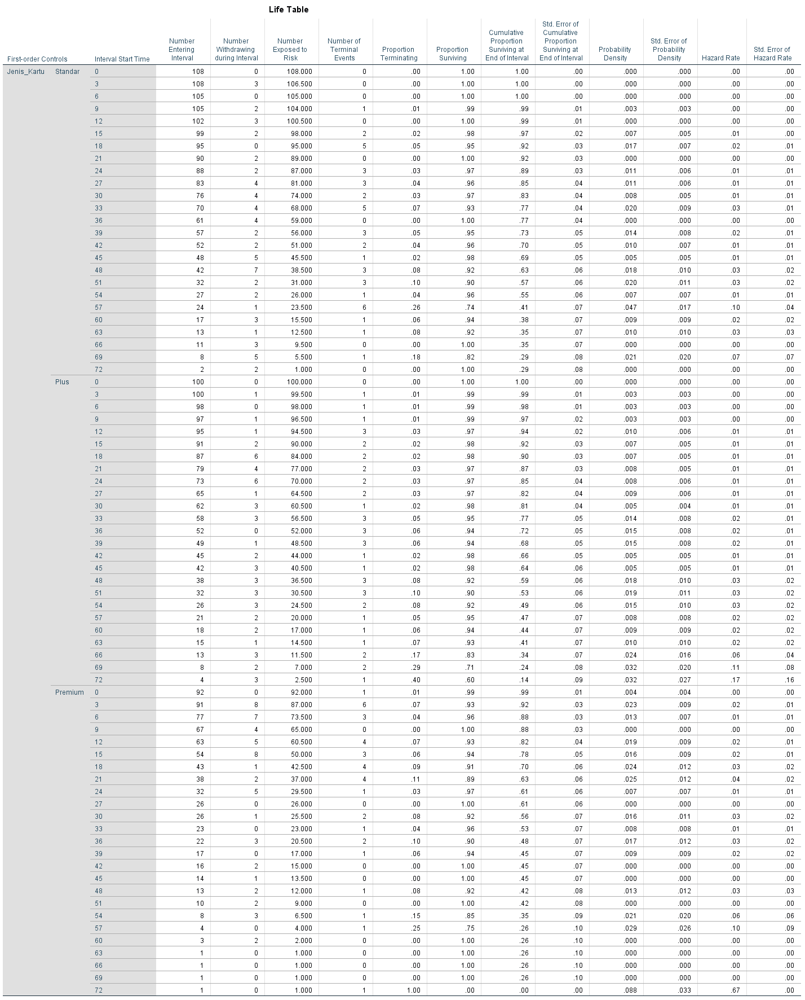 Life Table
First-order Controls Interval Start Time Number Entering Interval Number Withdrawing during Interval Number Exposed to Risk Number of Terminal Events Proportion Terminating Proportion Surviving Cumulative Proportion Surviving at End of Interval Std. Error of Cumulative Proportion Surviving at End of Interval Probability Density Std. Error of Probability Density Hazard Rate Std. Error of Hazard Rate
Jenis_Kartu Standar 0 108 0 108.000 0 .00 1.00 1.00 .00 .000 .000 .00 .00
3 108 3 106.500 0 .00 1.00 1.00 .00 .000 .000 .00 .00
6 105 0 105.000 0 .00 1.00 1.00 .00 .000 .000 .00 .00
9 105 2 104.000 1 .01 .99 .99 .01 .003 .003 .00 .00
12 102 3 100.500 0 .00 1.00 .99 .01 .000 .000 .00 .00
15 99 2 98.000 2 .02 .98 .97 .02 .007 .005 .01 .00
18 95 0 95.000 5 .05 .95 .92 .03 .017 .007 .02 .01
21 90 2 89.000 0 .00 1.00 .92 .03 .000 .000 .00 .00
24 88 2 87.000 3 .03 .97 .89 .03 .011 .006 .01 .01
27 83 4 81.000 3 .04 .96 .85 .04 .011 .006 .01 .01
30 76 4 74.000 2 .03 .97 .83 .04 .008 .005 .01 .01
33 70 4 68.000 5 .07 .93 .77 .04 .020 .009 .03 .01
36 61 4 59.000 0 .00 1.00 .77 .04 .000 .000 .00 .00
39 57 2 56.000 3 .05 .95 .73 .05 .014 .008 .02 .01
42 52 2 51.000 2 .04 .96 .70 .05 .010 .007 .01 .01
45 48 5 45.500 1 .02 .98 .69 .05 .005 .005 .01 .01
48 42 7 38.500 3 .08 .92 .63 .06 .018 .010 .03 .02
51 32 2 31.000 3 .10 .90 .57 .06 .020 .011 .03 .02
54 27 2 26.000 1 .04 .96 .55 .06 .007 .007 .01 .01
57 24 1 23.500 6 .26 .74 .41 .07 .047 .017 .10 .04
60 17 3 15.500 1 .06 .94 .38 .07 .009 .009 .02 .02
63 13 1 12.500 1 .08 .92 .35 .07 .010 .010 .03 .03
66 11 3 9.500 0 .00 1.00 .35 .07 .000 .000 .00 .00
69 8 5 5.500 1 .18 .82 .29 .08 .021 .020 .07 .07
72 2 2 1.000 0 .00 1.00 .29 .08 .000 .000 .00 .00
Plus 0 100 0 100.000 0 .00 1.00 1.00 .00 .000 .000 .00 .00
3 100 1 99.500 1 .01 .99 .99 .01 .003 .003 .00 .00
6 98 0 98.000 1 .01 .99 .98 .01 .003 .003 .00 .00
9 97 1 96.500 1 .01 .99 .97 .02 .003 .003 .00 .00
12 95 1 94.500 3 .03 .97 .94 .02 .010 .006 .01 .01
15 91 2 90.000 2 .02 .98 .92 .03 .007 .005 .01 .01
18 87 6 84.000 2 .02 .98 .90 .03 .007 .005 .01 .01
21 79 4 77.000 2 .03 .97 .87 .03 .008 .005 .01 .01
24 73 6 70.000 2 .03 .97 .85 .04 .008 .006 .01 .01
27 65 1 64.500 2 .03 .97 .82 .04 .009 .006 .01 .01
30 62 3 60.500 1 .02 .98 .81 .04 .005 .004 .01 .01
33 58 3 56.500 3 .05 .95 .77 .05 .014 .008 .02 .01
36 52 0 52.000 3 .06 .94 .72 .05 .015 .008 .02 .01
39 49 1 48.500 3 .06 .94 .68 .05 .015 .008 .02 .01
42 45 2 44.000 1 .02 .98 .66 .05 .005 .005 .01 .01
45 42 3 40.500 1 .02 .98 .64 .06 .005 .005 .01 .01
48 38 3 36.500 3 .08 .92 .59 .06 .018 .010 .03 .02
51 32 3 30.500 3 .10 .90 .53 .06 .019 .011 .03 .02
54 26 3 24.500 2 .08 .92 .49 .06 .015 .010 .03 .02
57 21 2 20.000 1 .05 .95 .47 .07 .008 .008 .02 .02
60 18 2 17.000 1 .06 .94 .44 .07 .009 .009 .02 .02
63 15 1 14.500 1 .07 .93 .41 .07 .010 .010 .02 .02
66 13 3 11.500 2 .17 .83 .34 .07 .024 .016 .06 .04
69 8 2 7.000 2 .29 .71 .24 .08 .032 .020 .11 .08
72 4 3 2.500 1 .40 .60 .14 .09 .032 .027 .17 .16
Premium 0 92 0 92.000 1 .01 .99 .99 .01 .004 .004 .00 .00
3 91 8 87.000 6 .07 .93 .92 .03 .023 .009 .02 .01
6 77 7 73.500 3 .04 .96 .88 .03 .013 .007 .01 .01
9 67 4 65.000 0 .00 1.00 .88 .03 .000 .000 .00 .00
12 63 5 60.500 4 .07 .93 .82 .04 .019 .009 .02 .01
15 54 8 50.000 3 .06 .94 .78 .05 .016 .009 .02 .01
18 43 1 42.500 4 .09 .91 .70 .06 .024 .012 .03 .02
21 38 2 37.000 4 .11 .89 .63 .06 .025 .012 .04 .02
24 32 5 29.500 1 .03 .97 .61 .06 .007 .007 .01 .01
27 26 0 26.000 0 .00 1.00 .61 .06 .000 .000 .00 .00
30 26 1 25.500 2 .08 .92 .56 .07 .016 .011 .03 .02
33 23 0 23.000 1 .04 .96 .53 .07 .008 .008 .01 .01
36 22 3 20.500 2 .10 .90 .48 .07 .017 .012 .03 .02
39 17 0 17.000 1 .06 .94 .45 .07 .009 .009 .02 .02
42 16 2 15.000 0 .00 1.00 .45 .07 .000 .000 .00 .00
45 14 1 13.500 0 .00 1.00 .45 .07 .000 .000 .00 .00
48 13 2 12.000 1 .08 .92 .42 .08 .013 .012 .03 .03
51 10 2 9.000 0 .00 1.00 .42 .08 .000 .000 .00 .00
54 8 3 6.500 1 .15 .85 .35 .09 .021 .020 .06 .06
57 4 0 4.000 1 .25 .75 .26 .10 .029 .026 .10 .09
60 3 2 2.000 0 .00 1.00 .26 .10 .000 .000 .00 .00
63 1 0 1.000 0 .00 1.00 .26 .10 .000 .000 .00 .00
66 1 0 1.000 0 .00 1.00 .26 .10 .000 .000 .00 .00
69 1 0 1.000 0 .00 1.00 .26 .10 .000 .000 .00 .00
72 1 0 1.000 1 1.00 .00 .00 .00 .088 .033 .67 .00